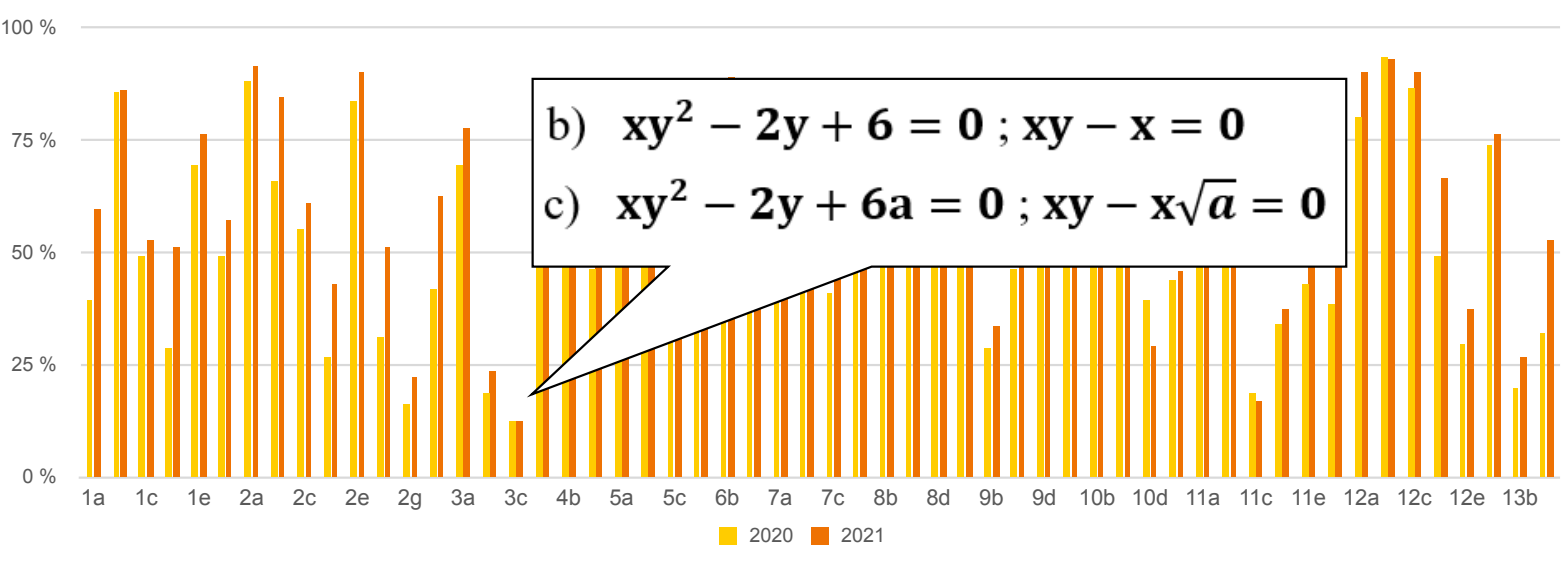 100 %
b) xy² − 2y + 6 = 0 ; xy − x = 0
75 %
c) xy² − 2y + 6a = 0 ; xy − x√a = 0
50 %
25 %
0 %
1a 1c 1e 2a 2c 2e 2g 3a 3c 4b 5a 5c 6b 7a 7c 8b 8d 9b 9d 10b 10d 11a 11c 11e 12a 12c 12e 13b
2020 2021